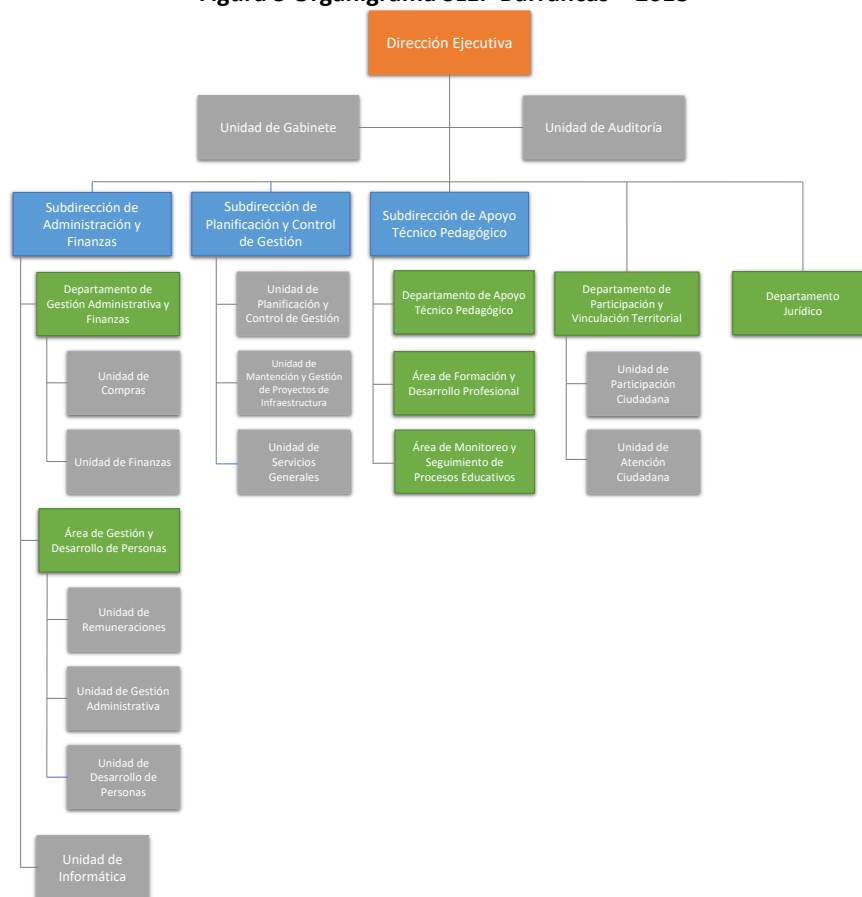 Figura Organigrama SLEP Barrancas –
Dirección Ejecutiva
Unidad de Gabinete
Unidad de Auditoría
Subdirección de
Administración y
Finanzas
Subdirección de
Planificación y Control
de Gestión
Subdirección de Apoyo
Técnico Pedagógico
Departamento de
Gestión Administrativa y
Finanzas
Unidad de
Planificación y
Control de Gestión
Departamento de Apoyo
Técnico Pedagógico
Departamento de
Participación y
Vinculación Territorial
Departamento
Jurídico
Unidad de
Compras
Unidad de
Mantención y Gestión
de Proyectos de
Infraestructura
Área de Formación y
Desarrollo Profesional
Unidad de
Participación
Ciudadana
Unidad de Finanzas
Unidad de
Servicios
Generales
Área de Monitoreo y
Seguimiento de
Procesos Educativos
Unidad de
Atención
Ciudadana
Área de Gestión y
Desarrollo de Personas
Unidad de
Remuneraciones
Unidad de Gestión
Administrativa
Unidad de
Desarrollo de
Personas
Unidad de
Informática